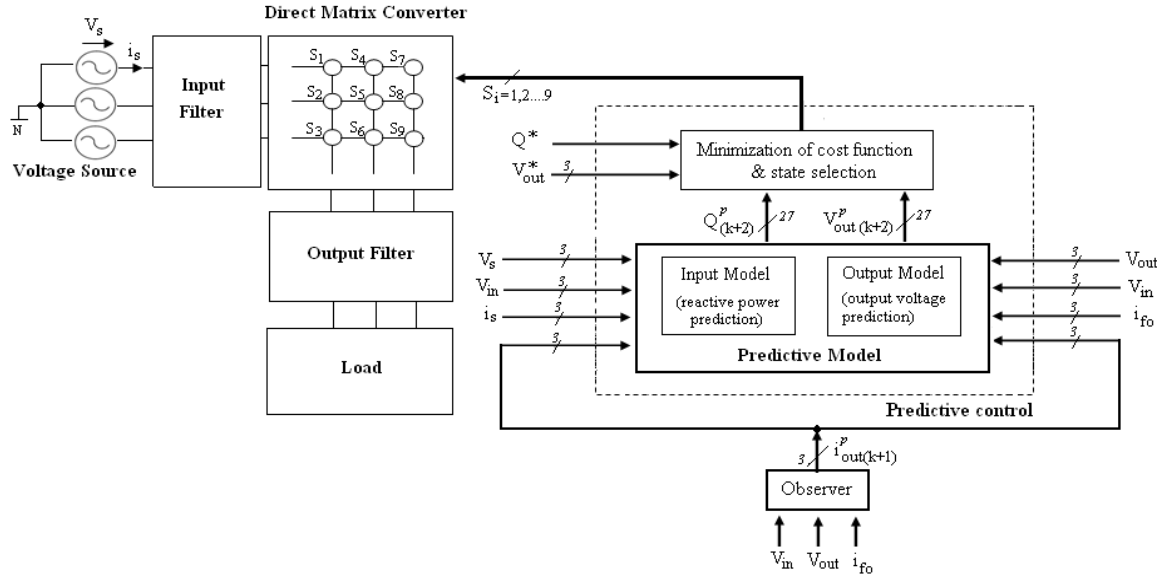 Direct Matrix Converter
Vs
is
N
Voltage Source
Input
Filter
S1 S4 S7
S2 S5 S8
S3 S6 S9
Si=1,2....9
Q*
V*out 3
Minimization of cost function
& state selection
Q^p(k+2) 27
V^pout (k+2) 27
Output Filter
Load
Vs 3
Vin 3
is 3
3
Input Model
(reactive power
prediction)
Output Model
(output voltage
prediction)
Predictive Model
3 Vout
3 Vin
3 ifo
3
Predictive control
3 i^pout(k+1)
Observer
Vin Vout ifo